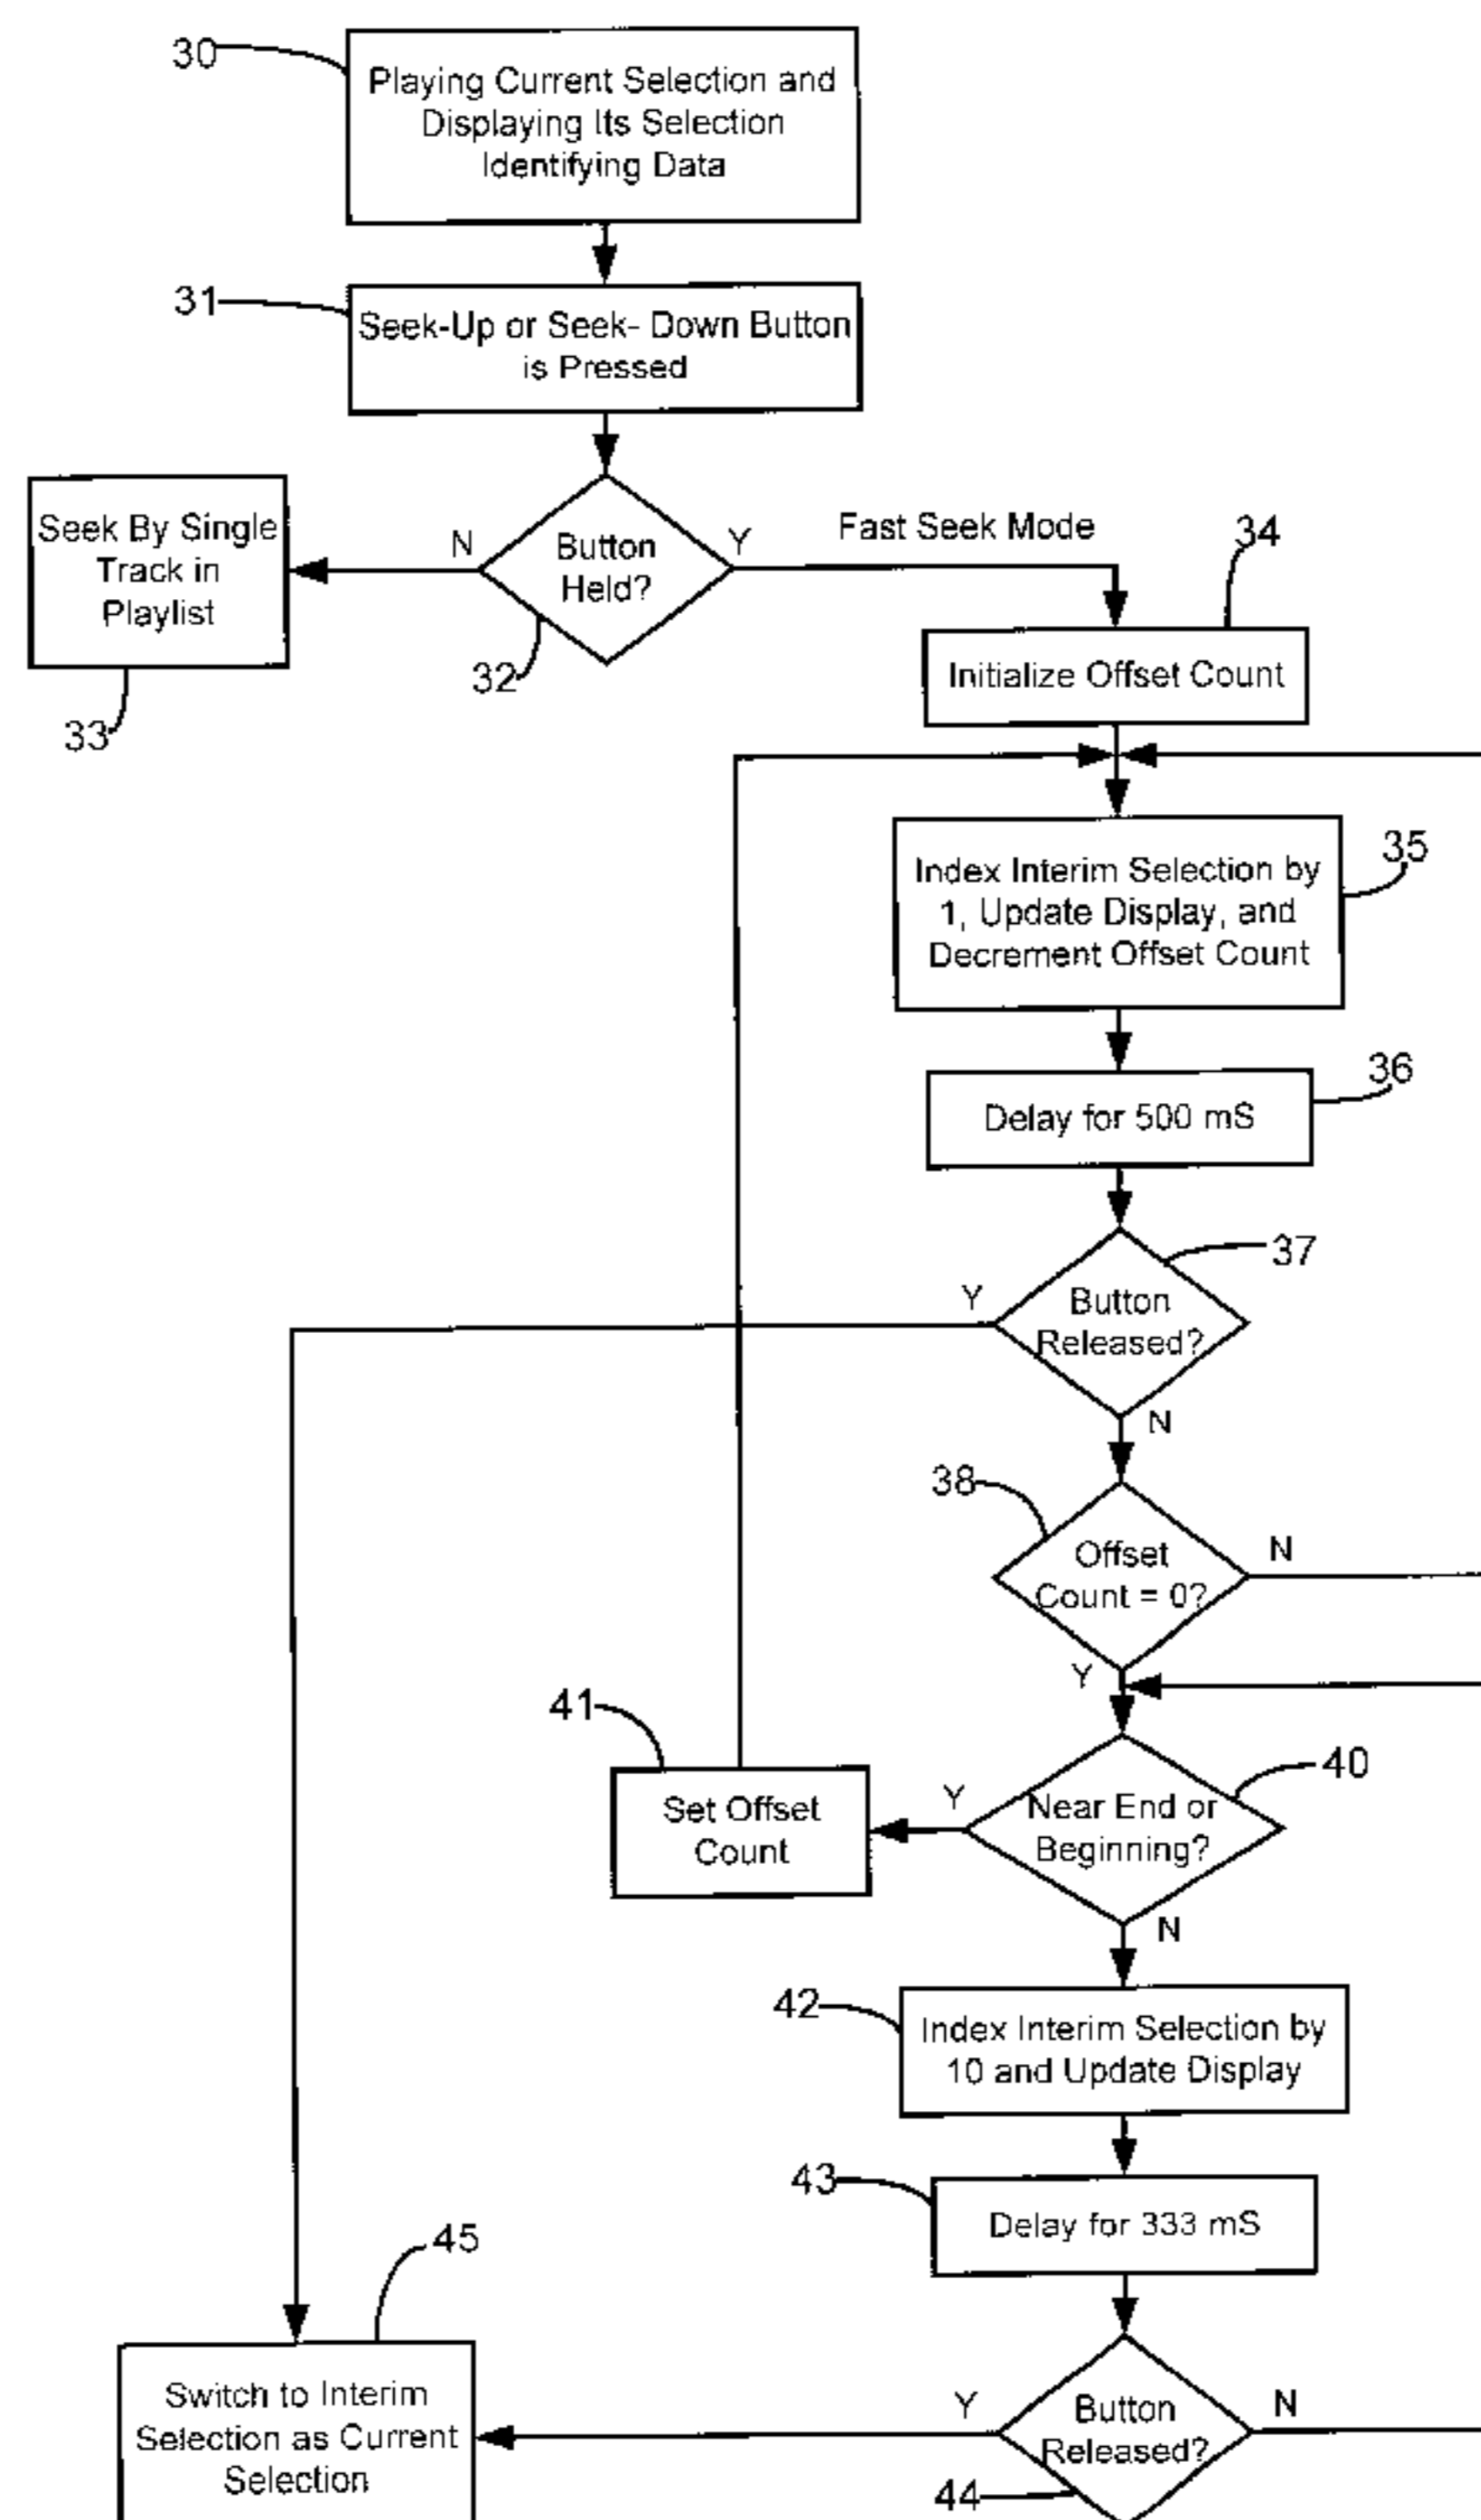 30
Playing Current Selection and
Displaying Its Selection
Identifying Data
31
Seek-Up or Seek- Down Button
is Pressed
Seek By Single
Track in
Playlist
33
N
Button
Held?
Y
32
Fast Seek Mode
34
Initialize Offset Count
35
Index Interim Selection by
1, Update Display, and
Decrement Offset Count
36
Delay for 500 mS
37
Y
Button
Released?
N
38
Offset
Count = 0?
N
Y
41
Set Offset
Count
40
Y
Near End or
Beginning?
N
42
Index Interim Selection by
10 and Update Display
43
Delay for 333 mS
45
Switch to Interim
Selection as Current
Selection
Y
Button
Released?
N
44